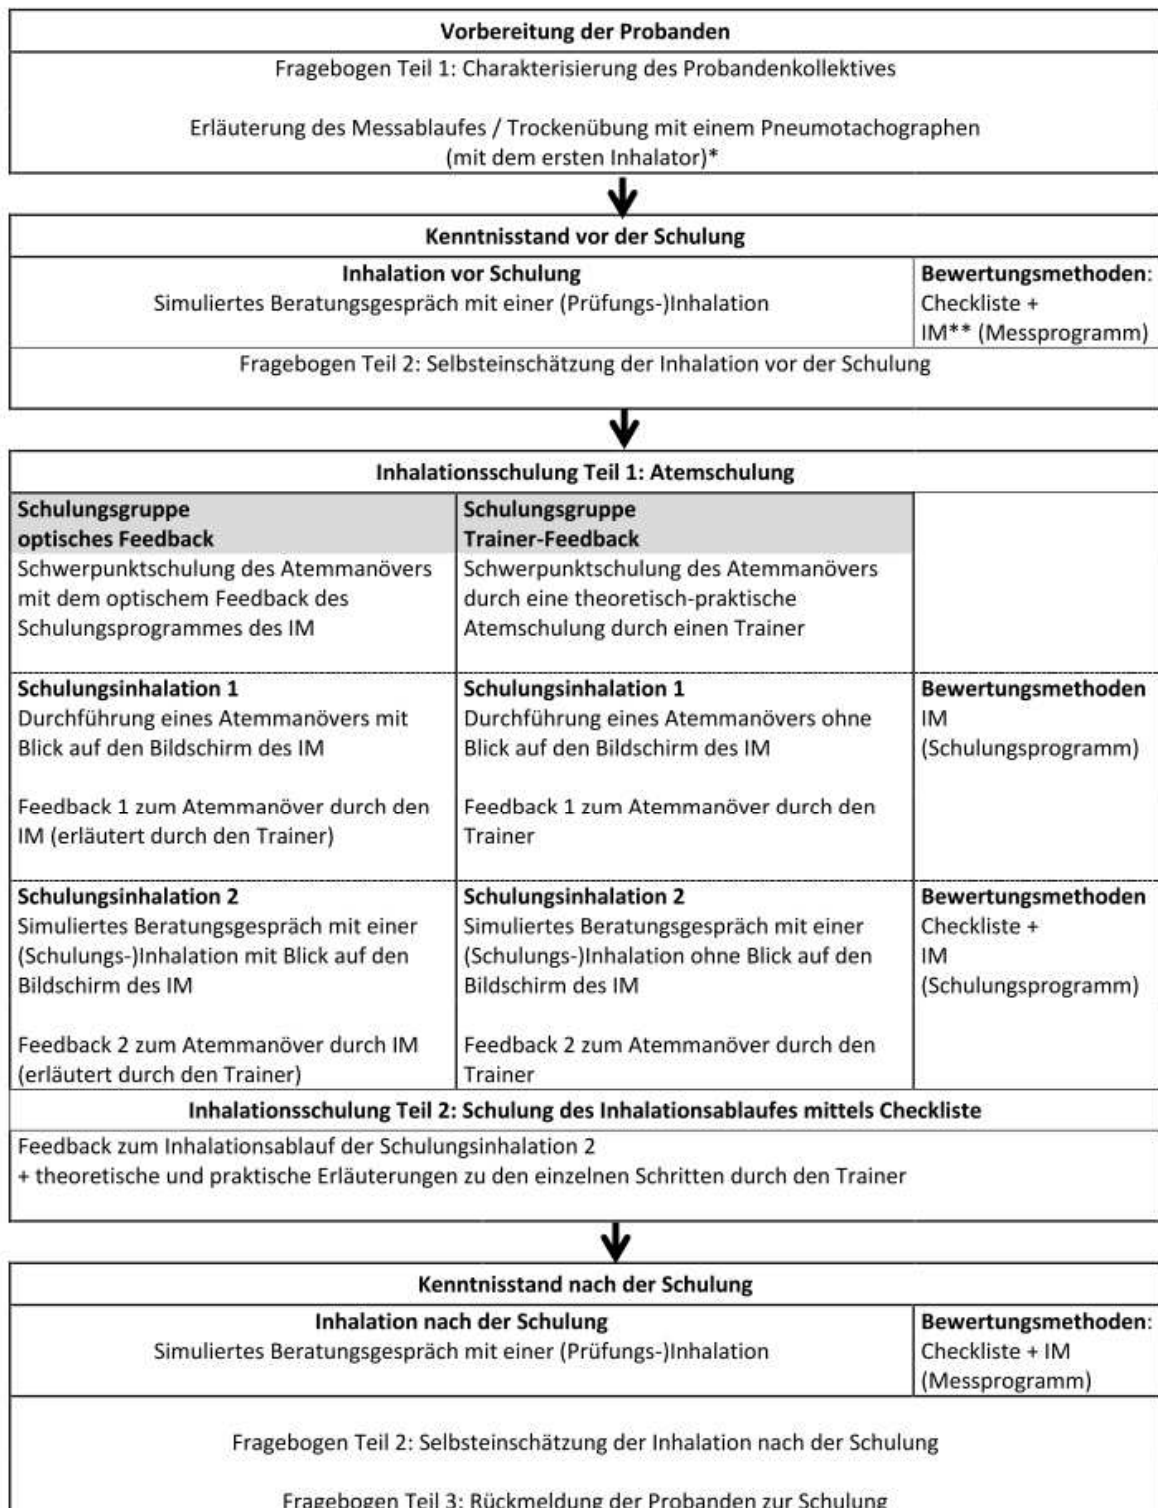 Vorbereitung der Probanden
Fragebogen Teil 1: Charakterisierung des Probandenkollektives
Erläuterung des Messablaufes / Trockenübung mit einem Pneumotachographen
(mit dem ersten Inhalator)*
Kenntnisstand vor der Schulung
Inhalation vor Schulung
Simuliertes Beratungsgespräch mit einer (Prüfungs-)Inhalation
Bewertungsmethoden:
Checkliste +
IM** (Messprogramm)
Fragebogen Teil 2: Selbsteinschätzung der Inhalation vor der Schulung
Inhalationsschulung Teil 1: Atemschulung
Schulungsgruppe
optisches Feedback
Schwerpunktschulung des Atemmanövers
mit dem optischem Feedback des
Schulungsprogrammes des IM
Schulungsgruppe
Trainer-Feedback
Schwerpunktschulung des Atemmanövers
durch eine theoretisch-praktische
Atemschulung durch einen Trainer
Schulungsinhalation 1
Durchführung eines Atemmanövers mit
Blick auf den Bildschirm des IM
Feedback 1 zum Atemmanöver durch den
IM (erläutert durch den Trainer)
Schulungsinhalation 1
Durchführung eines Atemmanövers ohne
Blick auf den Bildschirm des IM
Feedback 1 zum Atemmanöver durch den
Trainer
Bewertungsmethoden
IM
(Schulungsprogramm)
Schulungsinhalation 2
Simuliertes Beratungsgespräch mit einer
(Schulungs-)Inhalation mit Blick auf den
Bildschirm des IM
Feedback 2 zum Atemmanöver durch IM
(erläutert durch den Trainer)
Schulungsinhalation 2
Simuliertes Beratungsgespräch mit einer
(Schulungs-)Inhalation ohne Blick auf den
Bildschirm des IM
Feedback 2 zum Atemmanöver durch den
Trainer
Bewertungsmethoden
Checkliste +
IM
(Schulungsprogramm)
Inhalationsschulung Teil 2: Schulung des Inhalationsablaufes mittels Checkliste
Feedback zum Inhalationsablauf der Schulungsinhalation 2
+ theoretische und praktische Erläuterungen zu den einzelnen Schritten durch den Trainer
Kenntnisstand nach der Schulung
Inhalation nach der Schulung
Simuliertes Beratungsgespräch mit einer (Prüfungs-)Inhalation
Bewertungsmethoden:
Checkliste + IM
(Messprogramm)
Fragebogen Teil 2: Selbsteinschätzung der Inhalation nach der Schulung
Fragebogen Teil 3: Rückmeldung der Probanden zur Schulung